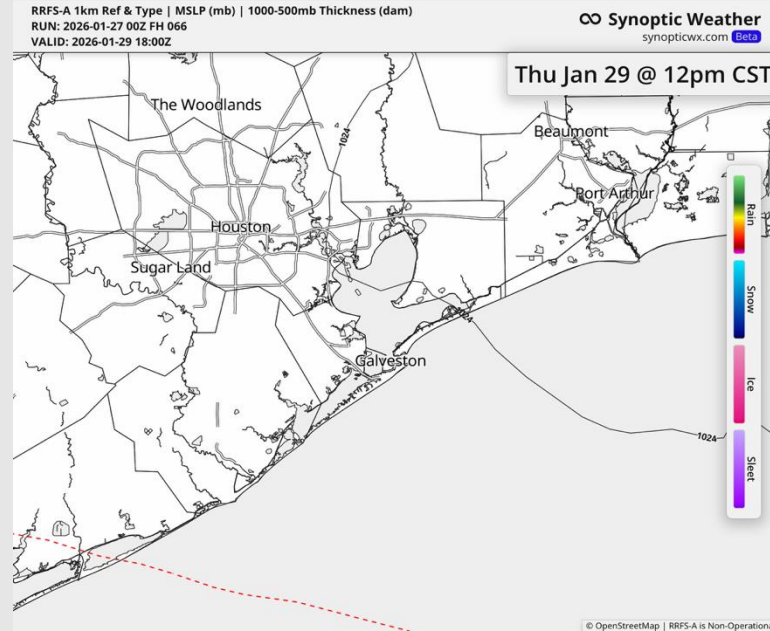 RRFS-A 1km Ref & Type | MSLP (mb) | 1000-500mb Thickness (dam)
RUN: 2026-01-27 00Z FH 066
VALID: 2026-01-29 18:00Z
Synoptic Weather
synopticwx.com Beta
Thu Jan 29 @ 12pm CST
The Woodlands
1024
Beaumont
Port Arthur
Houston
Sugar Land
1024
Galveston
1024
Rain
Snow
Ice
Sleet
© OpenStreetMap | RRFS-A is Non-Operationa